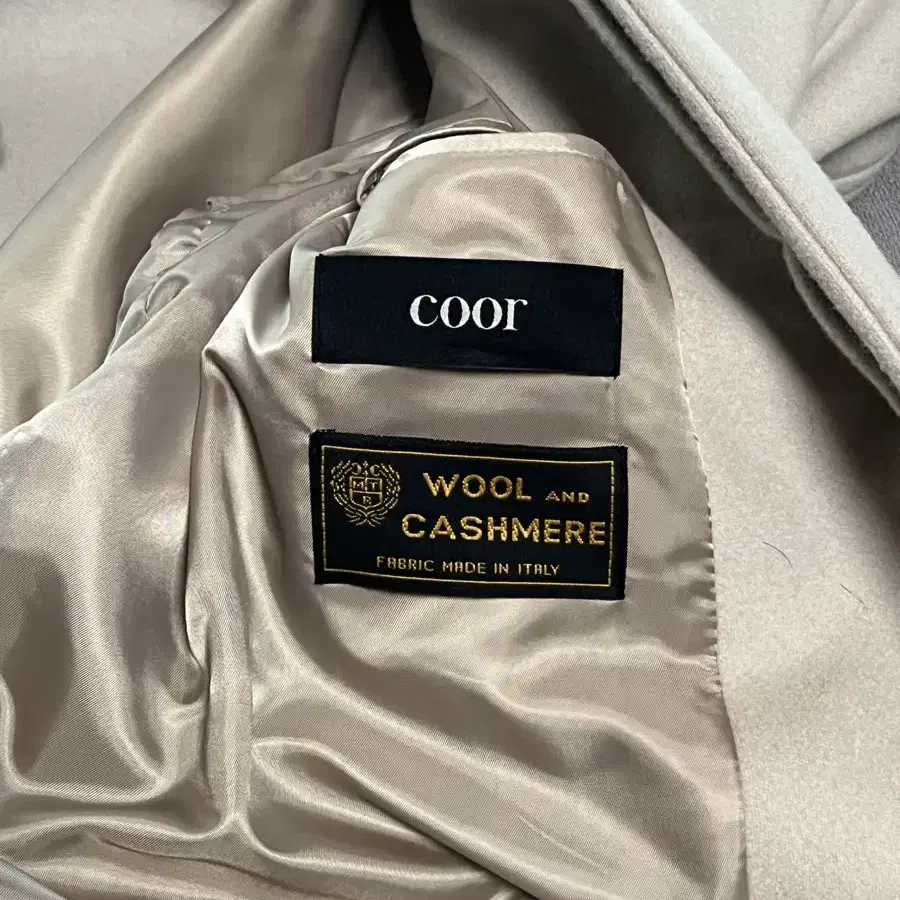 coor
WOOL AND
CASHMERE
FABRIC MADE IN ITALY